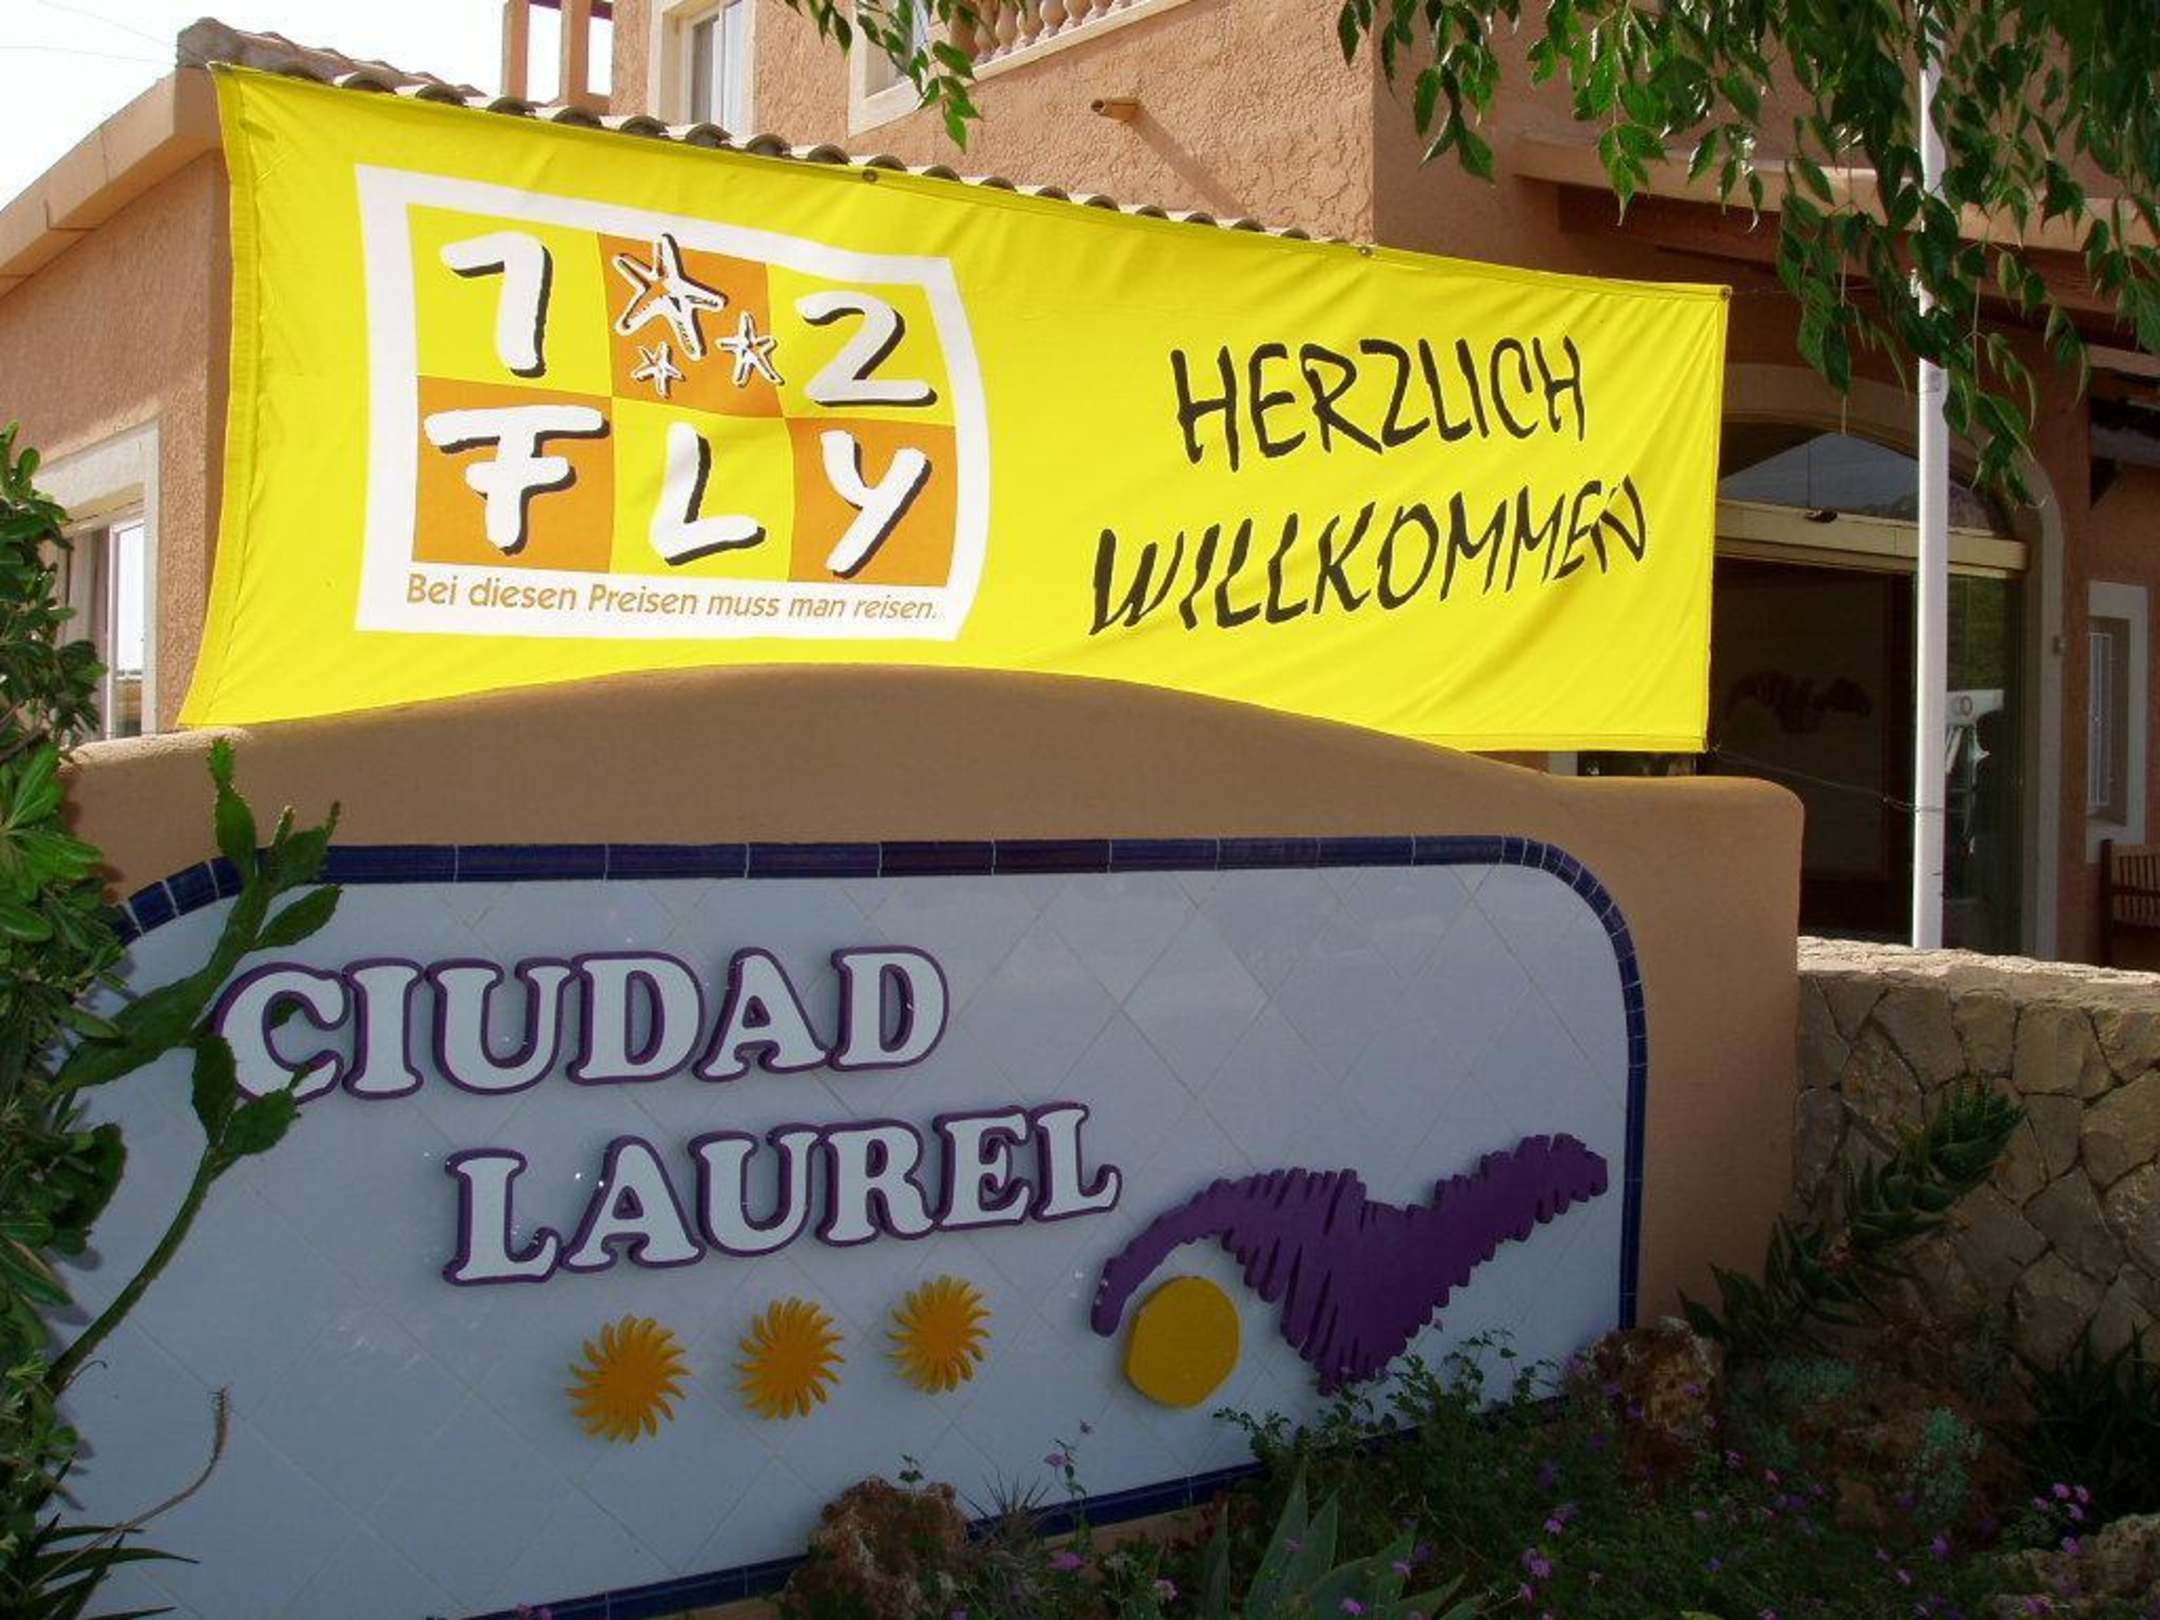 1 2
FLY
Bei diesen Preisen muss man reisen.
HERZLICH
WILLKOMMEN
CIUDAD
LAUREL